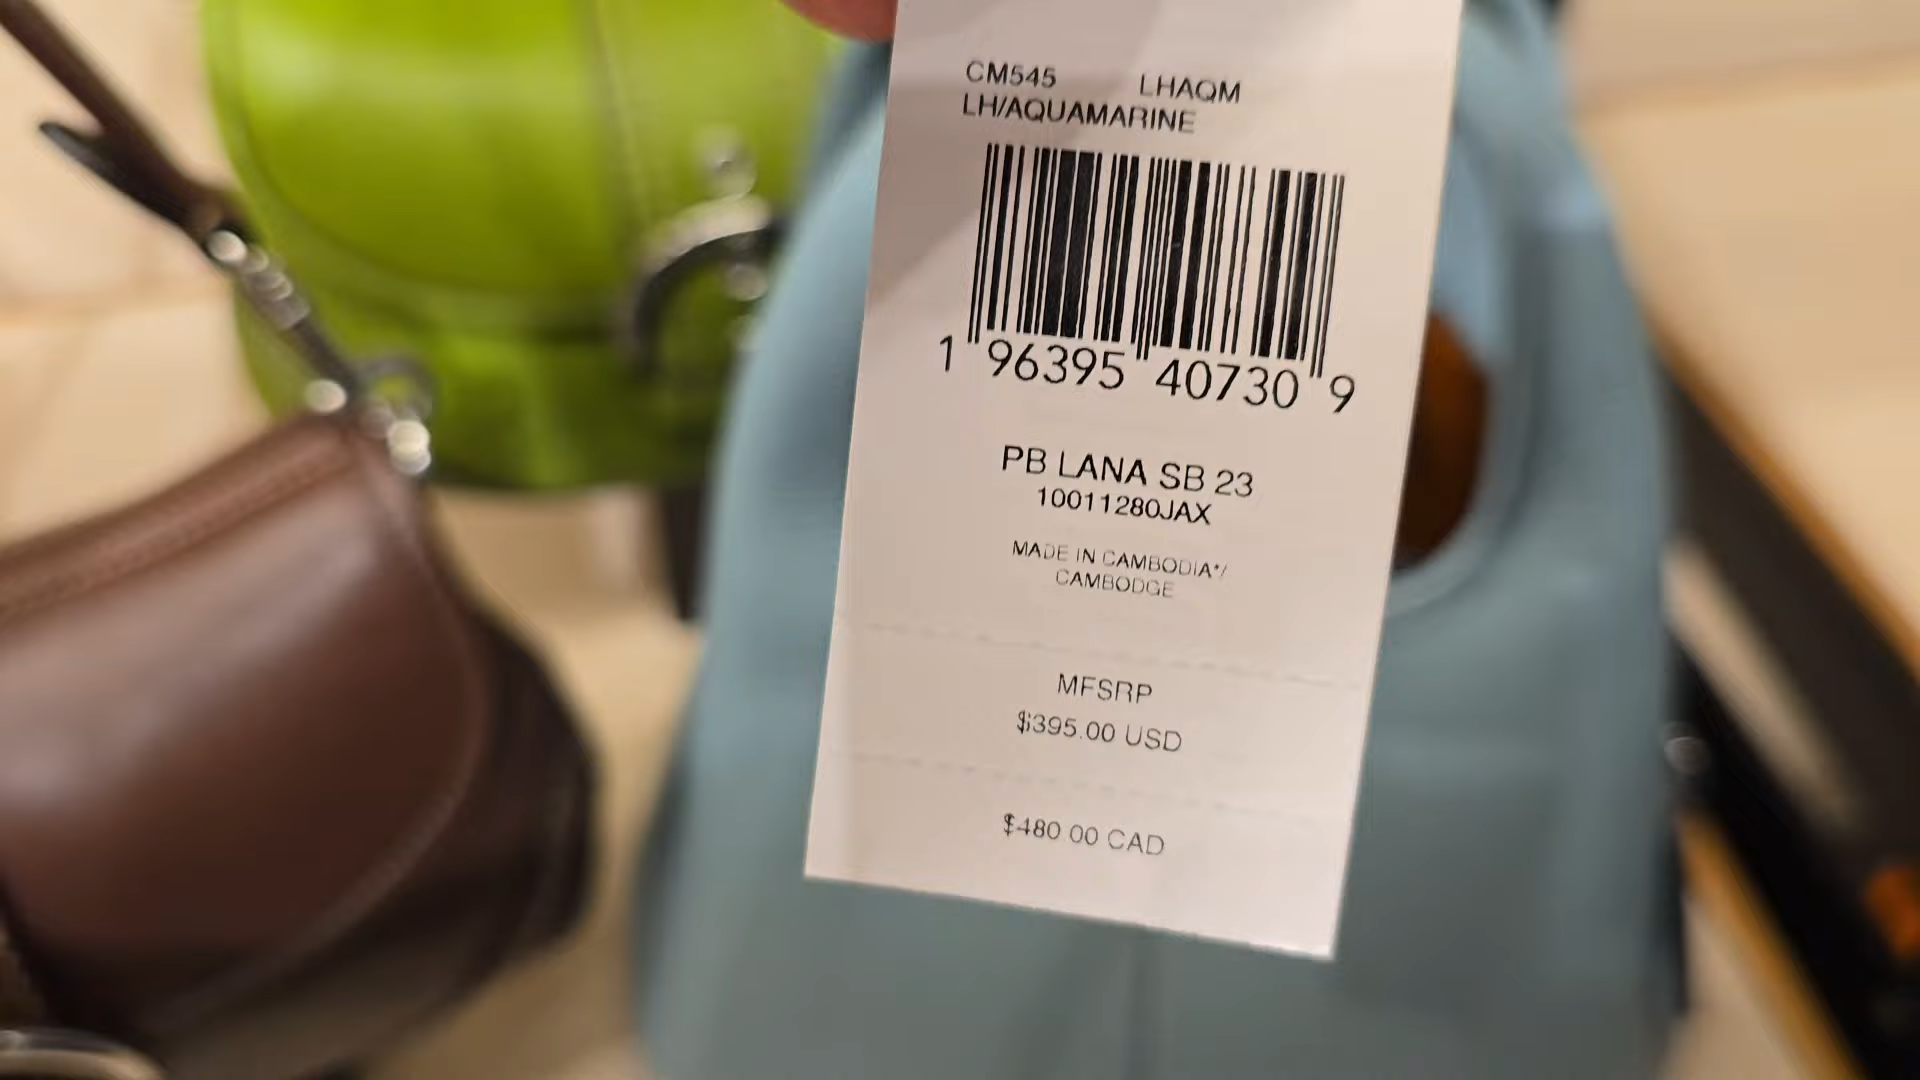 CM545 LHAQM
LH/AQUAMARINE
1 96395 40730 9
PB LANA SB 23
10011280JAX
MADE IN CAMBODIA*/
CAMBODGE
MFSRP
$395.00 USD
$480.00 CAD